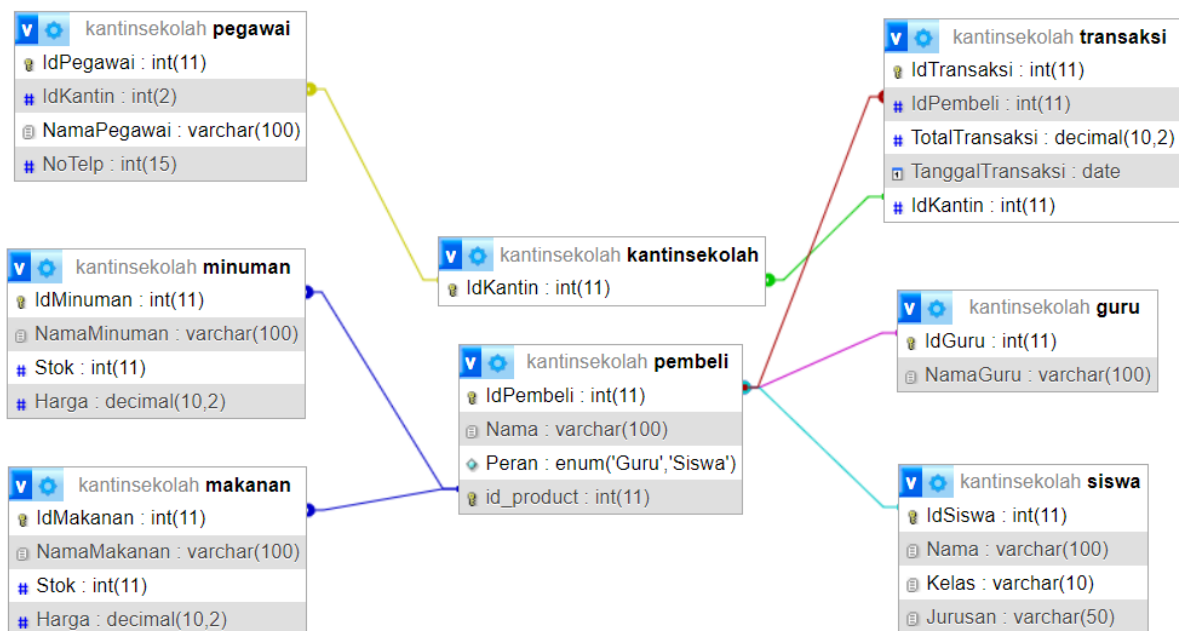 kantinsekolah pegawai
IdPegawai : int(11)
# IdKantin : int(2)
NamaPegawai : varchar(100)
# NoTelp : int(15)
kantinsekolah minuman
IdMinuman : int(11)
NamaMinuman : varchar(100)
# Stok : int(11)
# Harga : decimal(10,2)
kantinsekolah makanan
IdMakanan : int(11)
NamaMakanan : varchar(100)
# Stok : int(11)
# Harga : decimal(10,2)
kantinsekolah kantinsekolah
IdKantin : int(11)
kantinsekolah pembeli
IdPembeli : int(11)
Nama : varchar(100)
Peran : enum('Guru','Siswa')
id_product : int(11)
kantinsekolah transaksi
IdTransaksi : int(11)
# IdPembeli : int(11)
# TotalTransaksi : decimal(10,2)
TanggalTransaksi : date
# IdKantin : int(11)
kantinsekolah guru
IdGuru : int(11)
NamaGuru : varchar(100)
kantinsekolah siswa
IdSiswa : int(11)
Nama : varchar(100)
Kelas : varchar(10)
Jurusan : varchar(50)